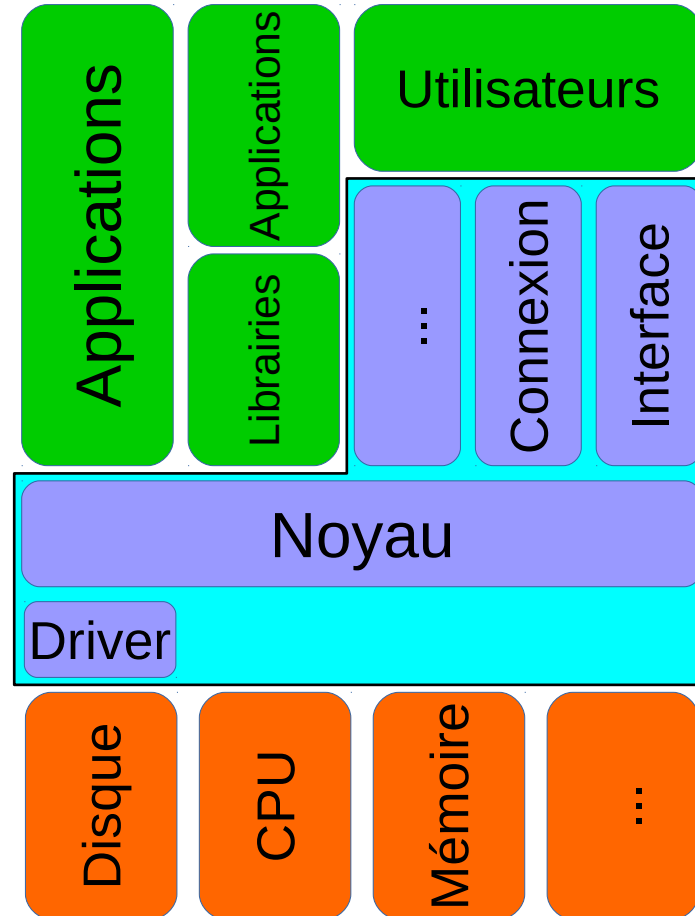 Applications
Applications
Utilisateurs
Librairies
...
Connexion
Interface
Noyau
Driver
Disque
CPU
Mémoire
...